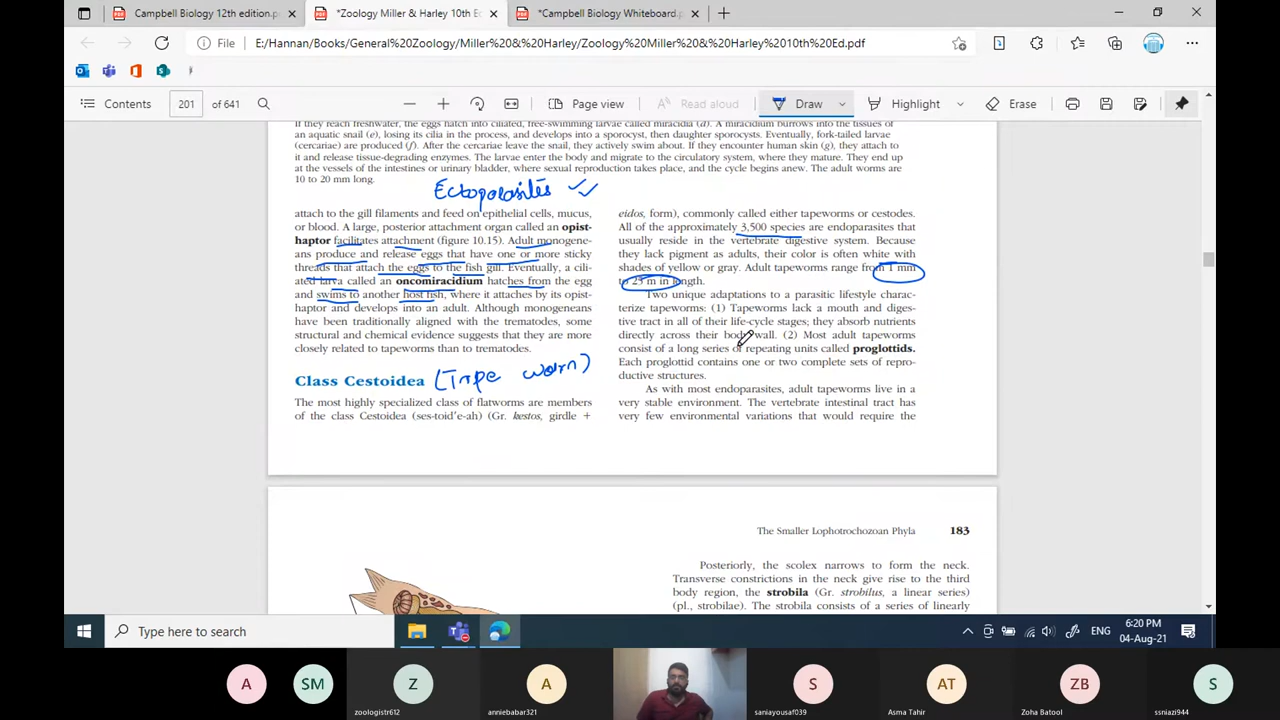 Campbell Biology 12th edition.p
*Zoology Miller & Harley 10th Ec
*Campbell Biology Whiteboard.p
File
E:/Hannan/Books/General%20Zoology/Miller%20&%20Harley/Zoology%20Miller%20&%20Harley%2010th%20Ed.pdf
Contents
201 of 641
Page view
Read aloud
Draw
Highlight
Erase
If they reach freshwater, the eggs hatch into ciliated, free-swimming larvae called miracidia (d). A miracidium burrows into the tissues of
an aquatic snail (e), losing its cilia in the process, and develops into a sporocyst, then daughter sporocysts. Eventually, fork-tailed larvae
(cercariae) are produced (f). After the cercariae leave the snail, they actively swim about. If they encounter human skin (g), they attach to
it and release tissue-degrading enzymes. The larvae enter the body and migrate to the circulatory system, where they mature. They end up
at the vessels of the intestines or urinary bladder, where sexual reproduction takes place, and the cycle begins anew. The adult worms are
10 to 20 mm long.
Ectoparasites
attach to the gill filaments and feed on epithelial cells, mucus,
or blood. A large, posterior attachment organ called an opist-
haptor facilitates attachment (figure 10.15). Adult monogene-
ans produce and release eggs that have one or more sticky
threads that attach the eggs to the fish gill. Eventually, a cili-
ated larva called an oncomiracidium hatches from the egg
and swims to another host fish, where it attaches by its opist-
haptor and develops into an adult. Although monogeneans
have been traditionally aligned with the trematodes, some
structural and chemical evidence suggests that they are more
closely related to tapeworms than to trematodes.
Class Cestoidea (Tape worm)
The most highly specialized class of flatworms are members
of the class Cestoidea (ses-toid'e-ah) (Gr. kestos, girdle +
eidos, form), commonly called either tapeworms or cestodes.
All of the approximately 3,500 species are endoparasites that
usually reside in the vertebrate digestive system. Because
they lack pigment as adults, their color is often white with
shades of yellow or gray. Adult tapeworms range from 1 mm
to 25 m in length.
Two unique adaptations to a parasitic lifestyle charac-
terize tapeworms: (1) Tapeworms lack a mouth and diges-
tive tract in all of their life-cycle stages; they absorb nutrients
directly across their body wall. (2) Most adult tapeworms
consist of a long series of repeating units called proglottids.
Each proglottid contains one or two complete sets of repro-
ductive structures.
As with most endoparasites, adult tapeworms live in a
very stable environment. The vertebrate intestinal tract has
very few environmental variations that would require the
The Smaller Lophotrochozoan Phyla 183
Posteriorly, the scolex narrows to form the neck.
Transverse constrictions in the neck give rise to the third
body region, the strobila (Gr. strobilus, a linear series)
(pl., strobilae). The strobila consists of a series of linearly
Type here to search
ENG
6:20 PM
04-Aug-21
A
SM
Z
A
S
AT
ZB
S
zoologistr612
anniebabar321
saniayousaf039
Asma Tahir
Zoha Batool
ssniazi944